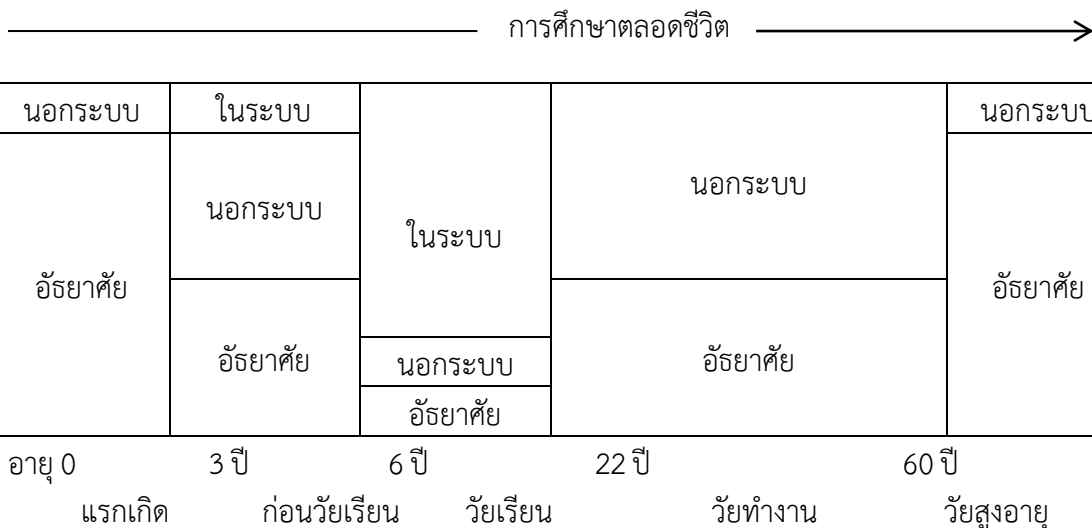 การศึกษาตลอดชีวิต
นอกระบบ ในระบบ นอกระบบ
นอกระบบ
นอกระบบ
ในระบบ
อัธยาศัย อัธยาศัย
อัธยาศัย อัธยาศัย
นอกระบบ
อัธยาศัย
อายุ 0 3 ปี 6 ปี 22 ปี 60 ปี
แรกเกิด ก่อนวัยเรียน วัยเรียน วัยทำงาน วัยสูงอายุ